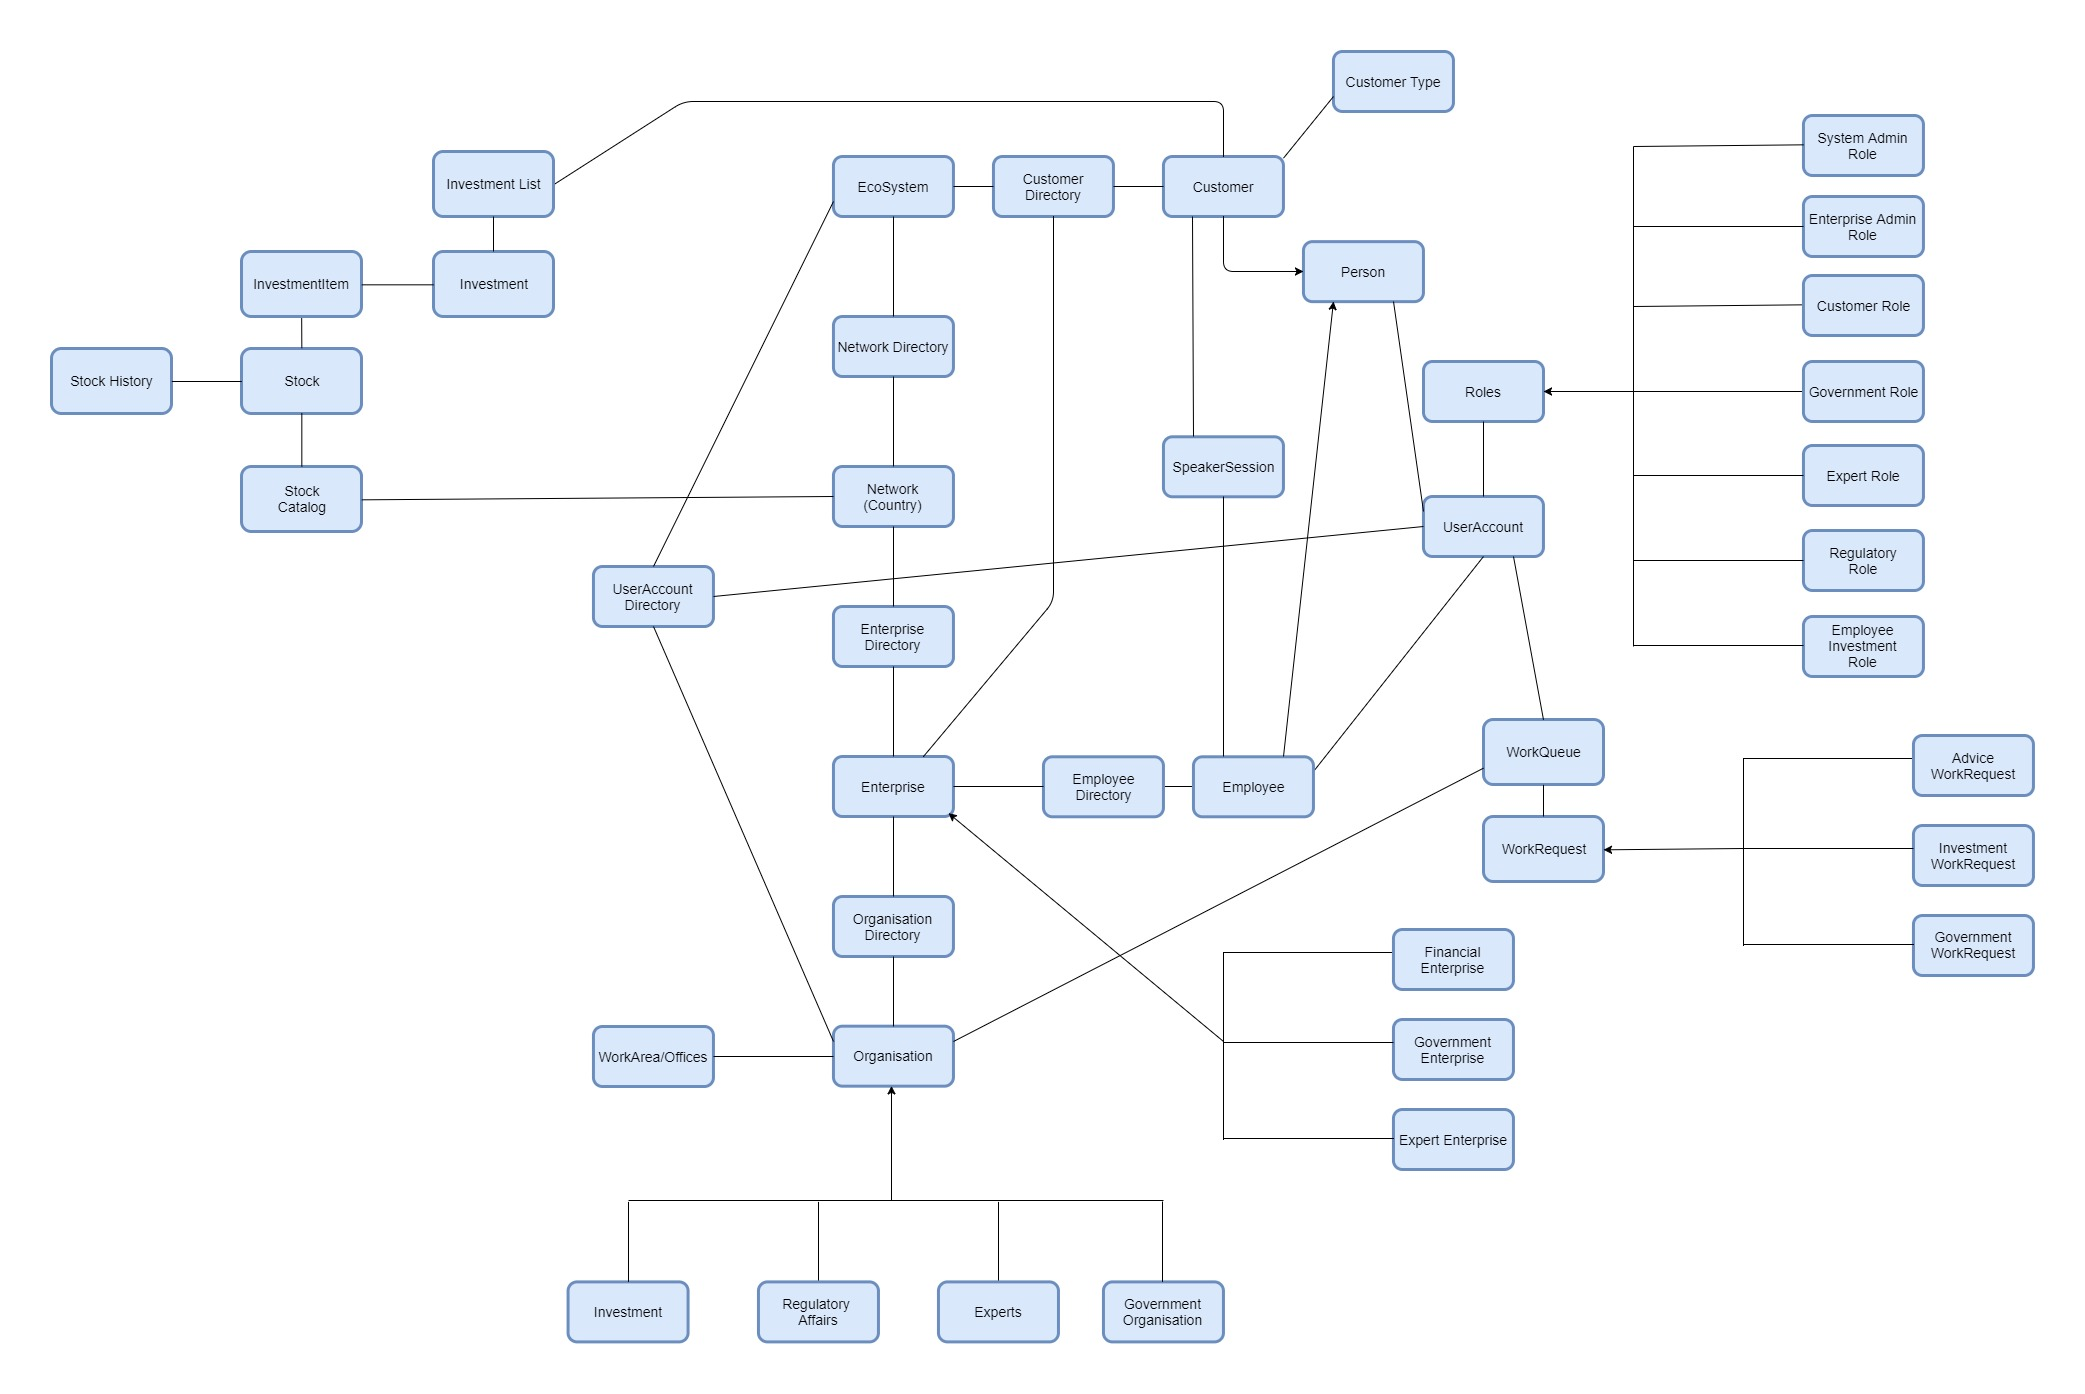 Customer Type
System Admin
Role
Investment List
EcoSystem
Customer
Directory
Customer
Enterprise Admin
Role
InvestmentItem
Investment
Person
Customer Role
Network Directory
Stock History
Stock
Roles
Government Role
SpeakerSession
Expert Role
Stock
Catalog
Network
(Country)
UserAccount
Regulatory
Role
UserAccount
Directory
Enterprise
Directory
Employee
Investment
Role
WorkQueue
Advice
WorkRequest
Enterprise
Employee
Directory
Employee
WorkRequest
Investment
WorkRequest
Organisation
Directory
Financial
Enterprise
Government
WorkRequest
WorkArea/Offices
Organisation
Government
Enterprise
Expert Enterprise
Investment
Regulatory
Affairs
Experts
Government
Organisation